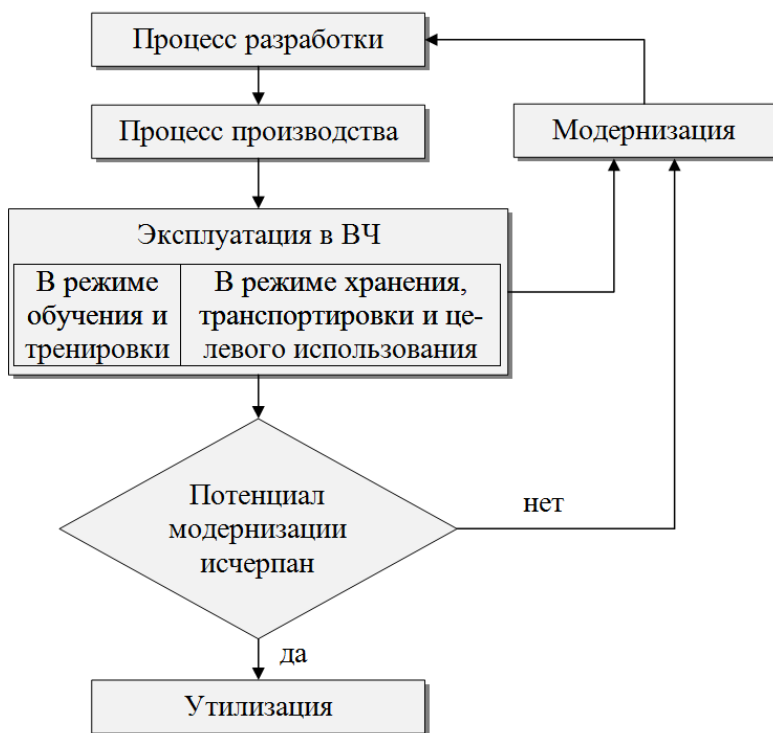 Процесс разработки
Процесс производства
Модернизация
Эксплуатация в ВЧ
В режиме
обучения и
тренировки
В режиме хранения,
транспортировки и це-
левого использования
Потенциал
модернизации
исчерпан
нет
да
Утилизация